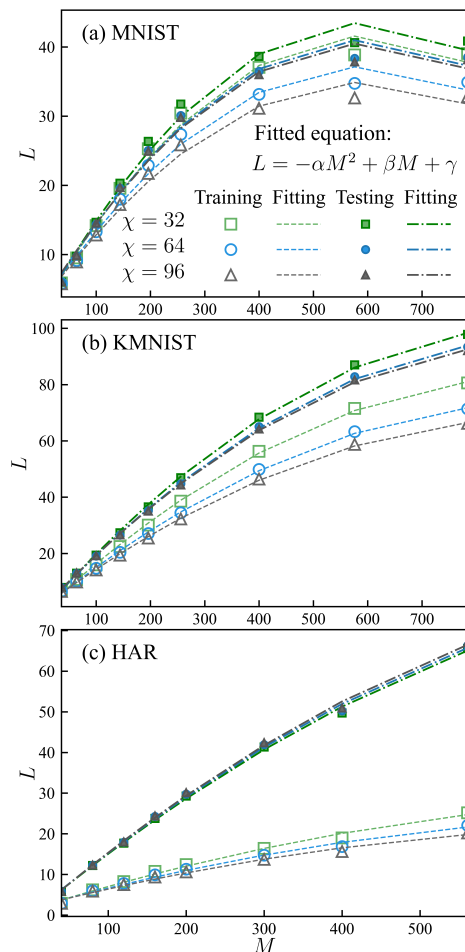 (a) MNIST
40
30
20
10
L
Fitted equation:
L = −αM² + βM + γ
Training Fitting Testing Fitting
χ = 32
χ = 64
χ = 96
100 200 300 400 500 600 700
(b) KMNIST
100
80
60
40
20
L
100 200 300 400 500 600 700
(c) HAR
70
60
50
40
30
20
10
0
L
100 200 300 400 500
M